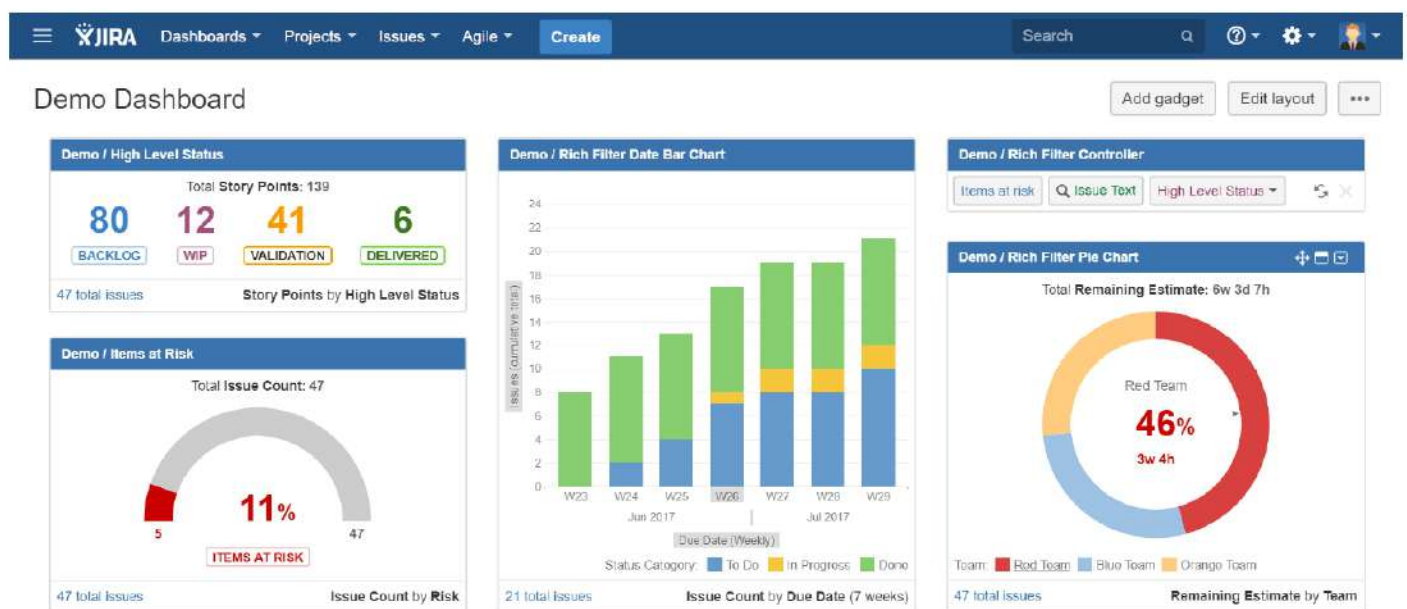 JIRA Dashboards Projects Issues Agile Create Search
Demo Dashboard
Add gadget Edit layout
Demo / High Level Status
Total Story Points: 139
80 12 41 6
BACKLOG WIP VALIDATION DELIVERED
47 total issues Story Points by High Level Status
Demo / Items at Risk
Total Issue Count: 47
11%
5 47
ITEMS AT RISK
47 total issues Issue Count by Risk
Demo / Rich Filter Date Bar Chart
24
22
20
18
16
14
12
10
8
6
4
2
0
Issues (cumulative total)
W23 W24 W25 W26 W27 W28 W29
Jun 2017 Jul 2017
Due Date (Weekly)
Status Category: To Do In Progress Done
21 total issues Issue Count by Due Date (7 weeks)
Demo / Rich Filter Controller
Items at risk Issue Text High Level Status
Demo / Rich Filter Pie Chart
Total Remaining Estimate: 6w 3d 7h
Red Team
46%
3w 4h
Team: Red Team Blue Team Orange Team
47 total issues Remaining Estimate by Team